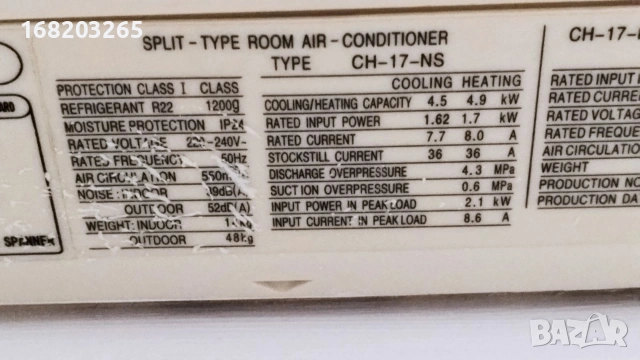 168203265
SPLIT - TYPE ROOM AIR - CONDITIONER
TYPE CH-17-NS
PROTECTION CLASS I CLASS
REFRIGERANT R22 1200g
MOISTURE PROTECTION IP24
RATED VOLTAGE 220-240V~
RATED FREQUENCY 50Hz
AIR CIRCULATION
NOISE: INDOOR
OUTDOOR 52dB(A)
WEIGHT: INDOOR
OUTDOOR 48kg
COOLING HEATING
COOLING/HEATING CAPACITY 4.5 4.9 kW
RATED INPUT POWER 1.62 1.7 kW
RATED CURRENT 7.7 8.0 A
STOCKSTILL CURRENT 36 36 A
DISCHARGE OVERPRESSURE 4.3 MPa
SUCTION OVERPRESSURE 0.6 MPa
INPUT POWER IN PEAK LOAD 2.1 kW
INPUT CURRENT IN PEAK LOAD 8.6 A
CH-17-
RATED INPUT
RATED CURRE
RATED VOLTAG
RATED FREQUE
AIR CIRCULATION
WEIGHT
PRODUCTION NO
PRODUCTION DA
ARD
BAZAR